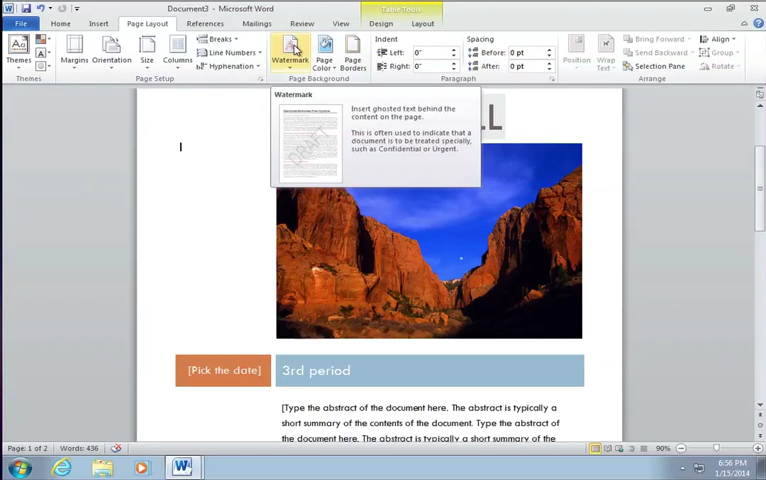 Document3 - Microsoft Word
Table Tools
File Home Insert Page Layout References Mailings Review View Design Layout
Themes
Margins Orientation Size Columns
Breaks
Line Numbers
Hyphenation
Watermark Page Color Page Borders
Indent
Left: 0"
Right: 0"
Spacing
Before: 0 pt
After: 0 pt
Position Wrap Text
Bring Forward
Send Backward
Selection Pane
Align
Group
Rotate
Themes Page Setup Page Background Paragraph Arrange
Watermark
DRAFT
Insert ghosted text behind the
content on the page.
This is often used to indicate that a
document is to be treated specially,
such as Confidential or Urgent.
LL
[Pick the date] 3rd period
[Type the abstract of the document here. The abstract is typically a
short summary of the contents of the document. Type the abstract of
the document here. The abstract is typically a short summary of the
Page: 1 of 2 Words: 436 90%
6:56 PM
1/15/2014